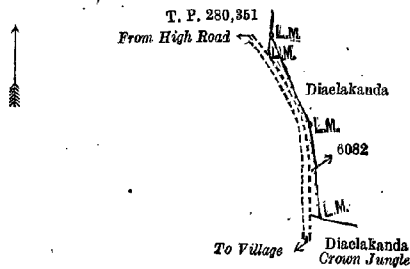 T. P. 280,351
From High Road
L.M.
L.M.
Diaelakanda
L.M.
6082
L.M.
To Village
Diaelakanda
Crown Jungle